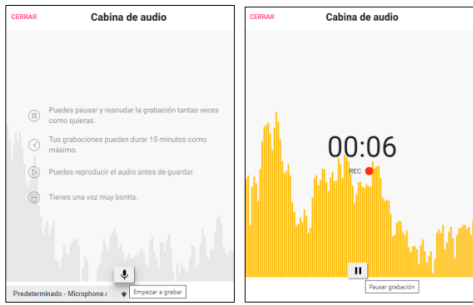 CERRAR
Cabina de audio
Puedes pausar y reanudar la grabación tantas veces
como quieras.
Tus grabaciones pueden durar 15 minutos como
máximo.
Puedes reproducir el audio antes de guardar.
Tienes una voz muy bonita.
Predeterminado - Microphone
Empezar a grabar
CERRAR
Cabina de audio
00:06
REC
Pausar grabación